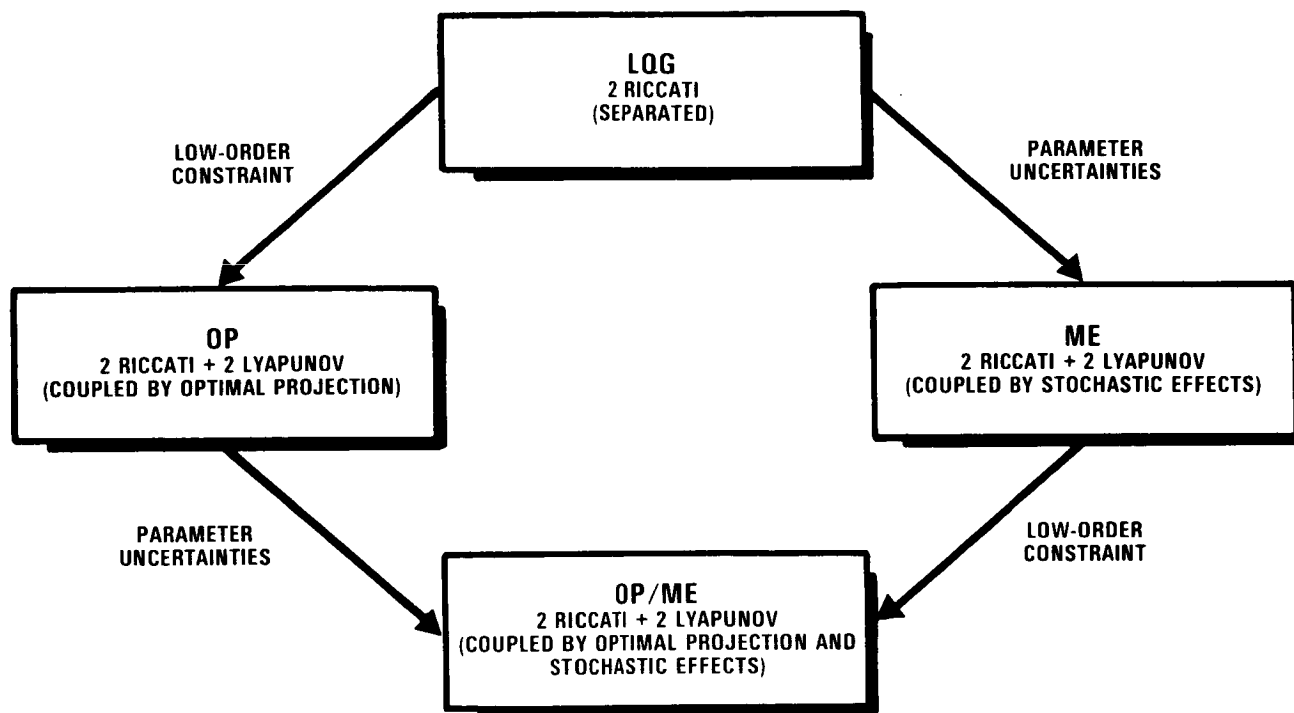 LQG
2 RICCATI
(SEPARATED)
LOW-ORDER
CONSTRAINT
PARAMETER
UNCERTAINTIES
OP
2 RICCATI + 2 LYAPUNOV
(COUPLED BY OPTIMAL PROJECTION)
ME
2 RICCATI + 2 LYAPUNOV
(COUPLED BY STOCHASTIC EFFECTS)
PARAMETER
UNCERTAINTIES
LOW-ORDER
CONSTRAINT
OP/ME
2 RICCATI + 2 LYAPUNOV
(COUPLED BY OPTIMAL PROJECTION AND
STOCHASTIC EFFECTS)